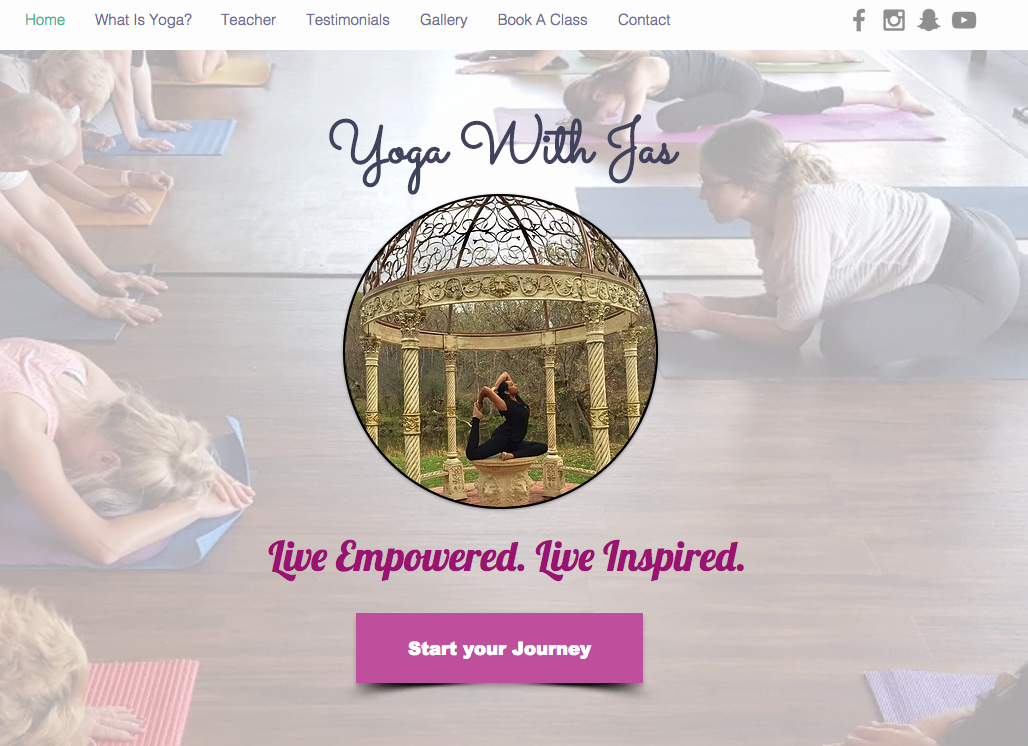 Home What Is Yoga? Teacher Testimonials Gallery Book A Class Contact
Yoga With Jas
Live Empowered. Live Inspired.
Start your Journey